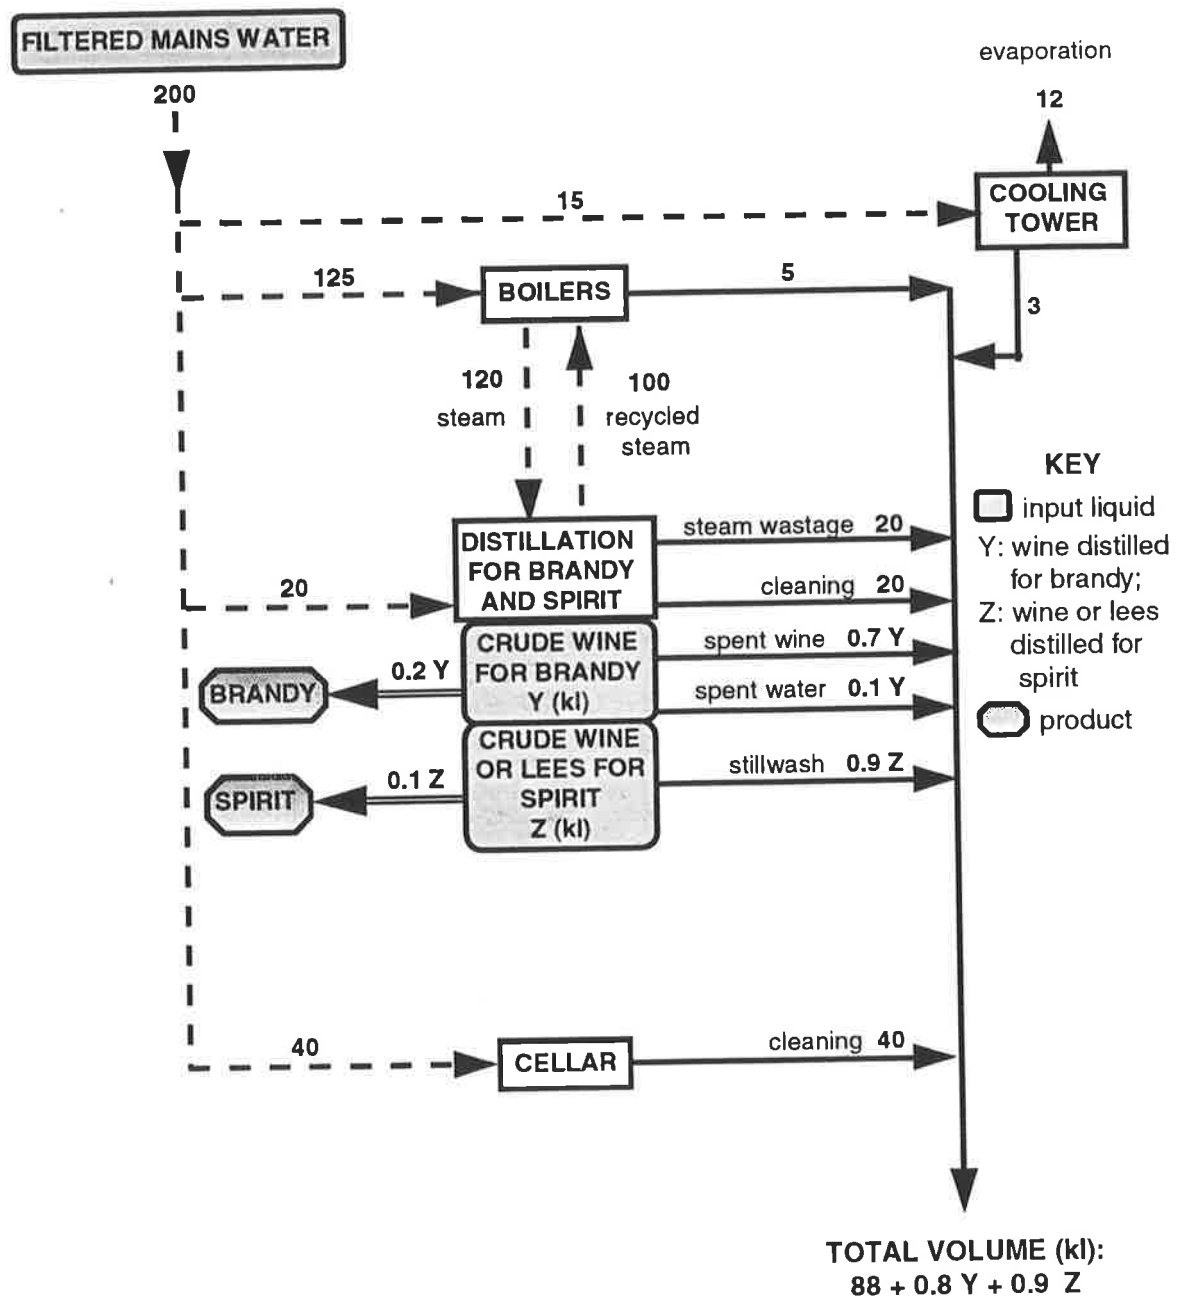 FILTERED MAINS WATER
200
evaporation
12
COOLING
TOWER
15
125
BOILERS
5
3
120
steam
100
recycled
steam
KEY
input liquid
Y: wine distilled
for brandy;
Z: wine or lees
distilled for
spirit
product
DISTILLATION
FOR BRANDY
AND SPIRIT
20
steam wastage 20
cleaning 20
CRUDE WINE
FOR BRANDY
Y (kl)
spent wine 0.7 Y
spent water 0.1 Y
0.2 Y
BRANDY
CRUDE WINE
OR LEES FOR
SPIRIT
Z (kl)
stillwash 0.9 Z
0.1 Z
SPIRIT
40
CELLAR
cleaning 40
TOTAL VOLUME (kl):
88 + 0.8 Y + 0.9 Z